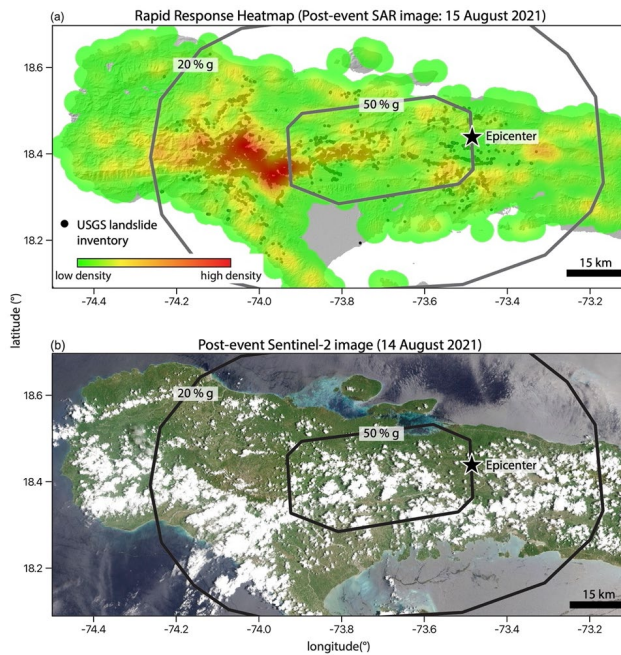 (a) Rapid Response Heatmap (Post-event SAR image: 15 August 2021)
18.6
20 % g
50 % g
Epicenter
18.4
USGS landslide
inventory
18.2
low density
high density
15 km
-74.4
-74.2
-74.0
-73.8
-73.6
-73.4
-73.2
latitude (°)
(b) Post-event Sentinel-2 image (14 August 2021)
18.6
20 % g
50 % g
Epicenter
18.4
18.2
15 km
-74.4
-74.2
-74.0
-73.8
-73.6
-73.4
-73.2
longitude(°)